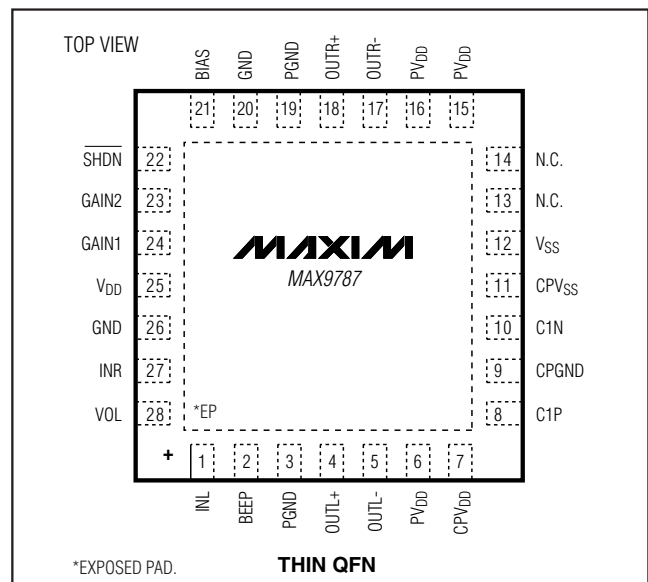 TOP VIEW
BIAS
GND
PGND
OUTR+
OUTR-
PVDD
PVDD
21
20
19
18
17
16
15
SHDN 22
14 N.C.
GAIN2 23
13 N.C.
GAIN1 24
12 VSS
MAXIM
MAX9787
VDD 25
11 CPVSS
GND 26
10 C1N
INR 27
9 CPGND
VOL 28
*EP
8 C1P
+
1
2
3
4
5
6
7
INL
BEEP
PGND
OUTL+
OUTL-
PVDD
CPVDD
*EXPOSED PAD.
THIN QFN